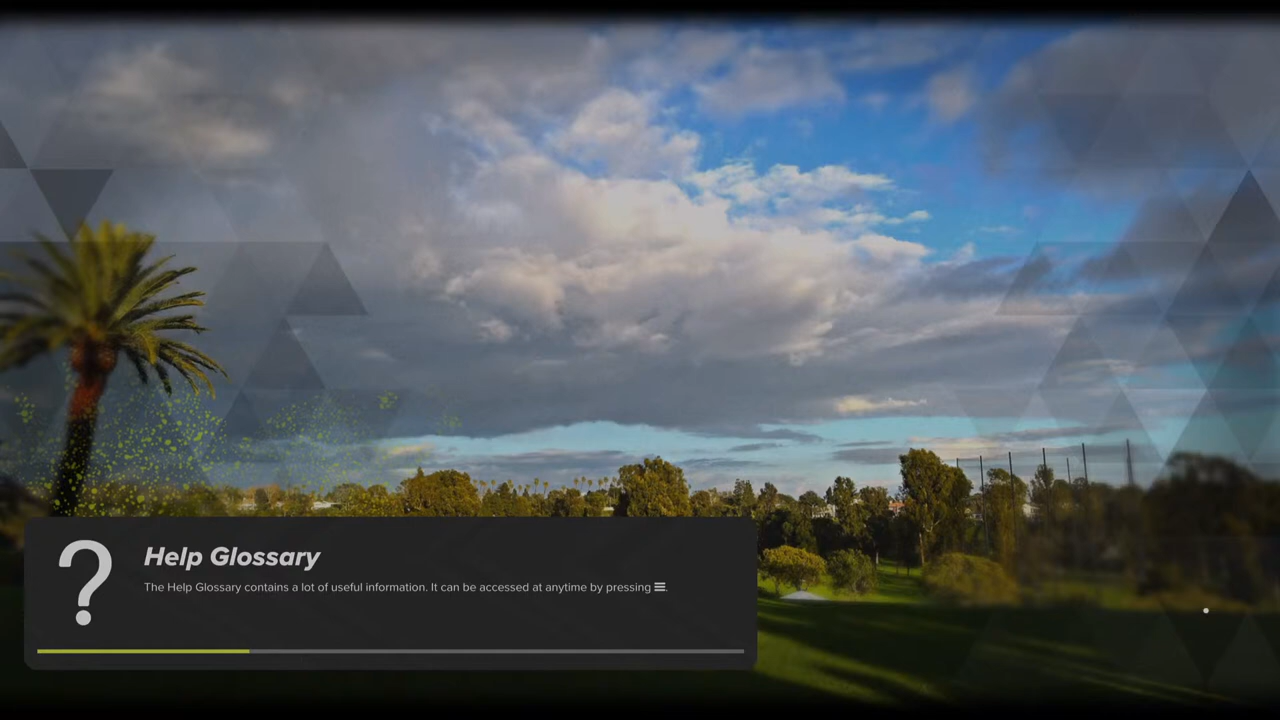 ?
Help Glossary
The Help Glossary contains a lot of useful information. It can be accessed at anytime by pressing ☰.